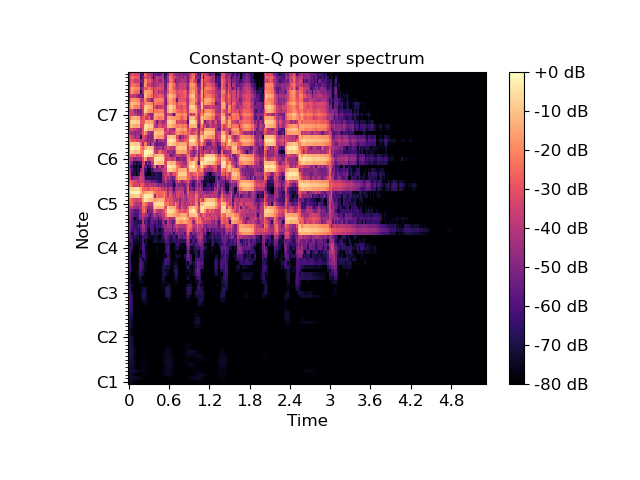 Constant-Q power spectrum
Note
C7
C6
C5
C4
C3
C2
C1
0 0.6 1.2 1.8 2.4 3 3.6 4.2 4.8
Time
+0 dB
-10 dB
-20 dB
-30 dB
-40 dB
-50 dB
-60 dB
-70 dB
-80 dB